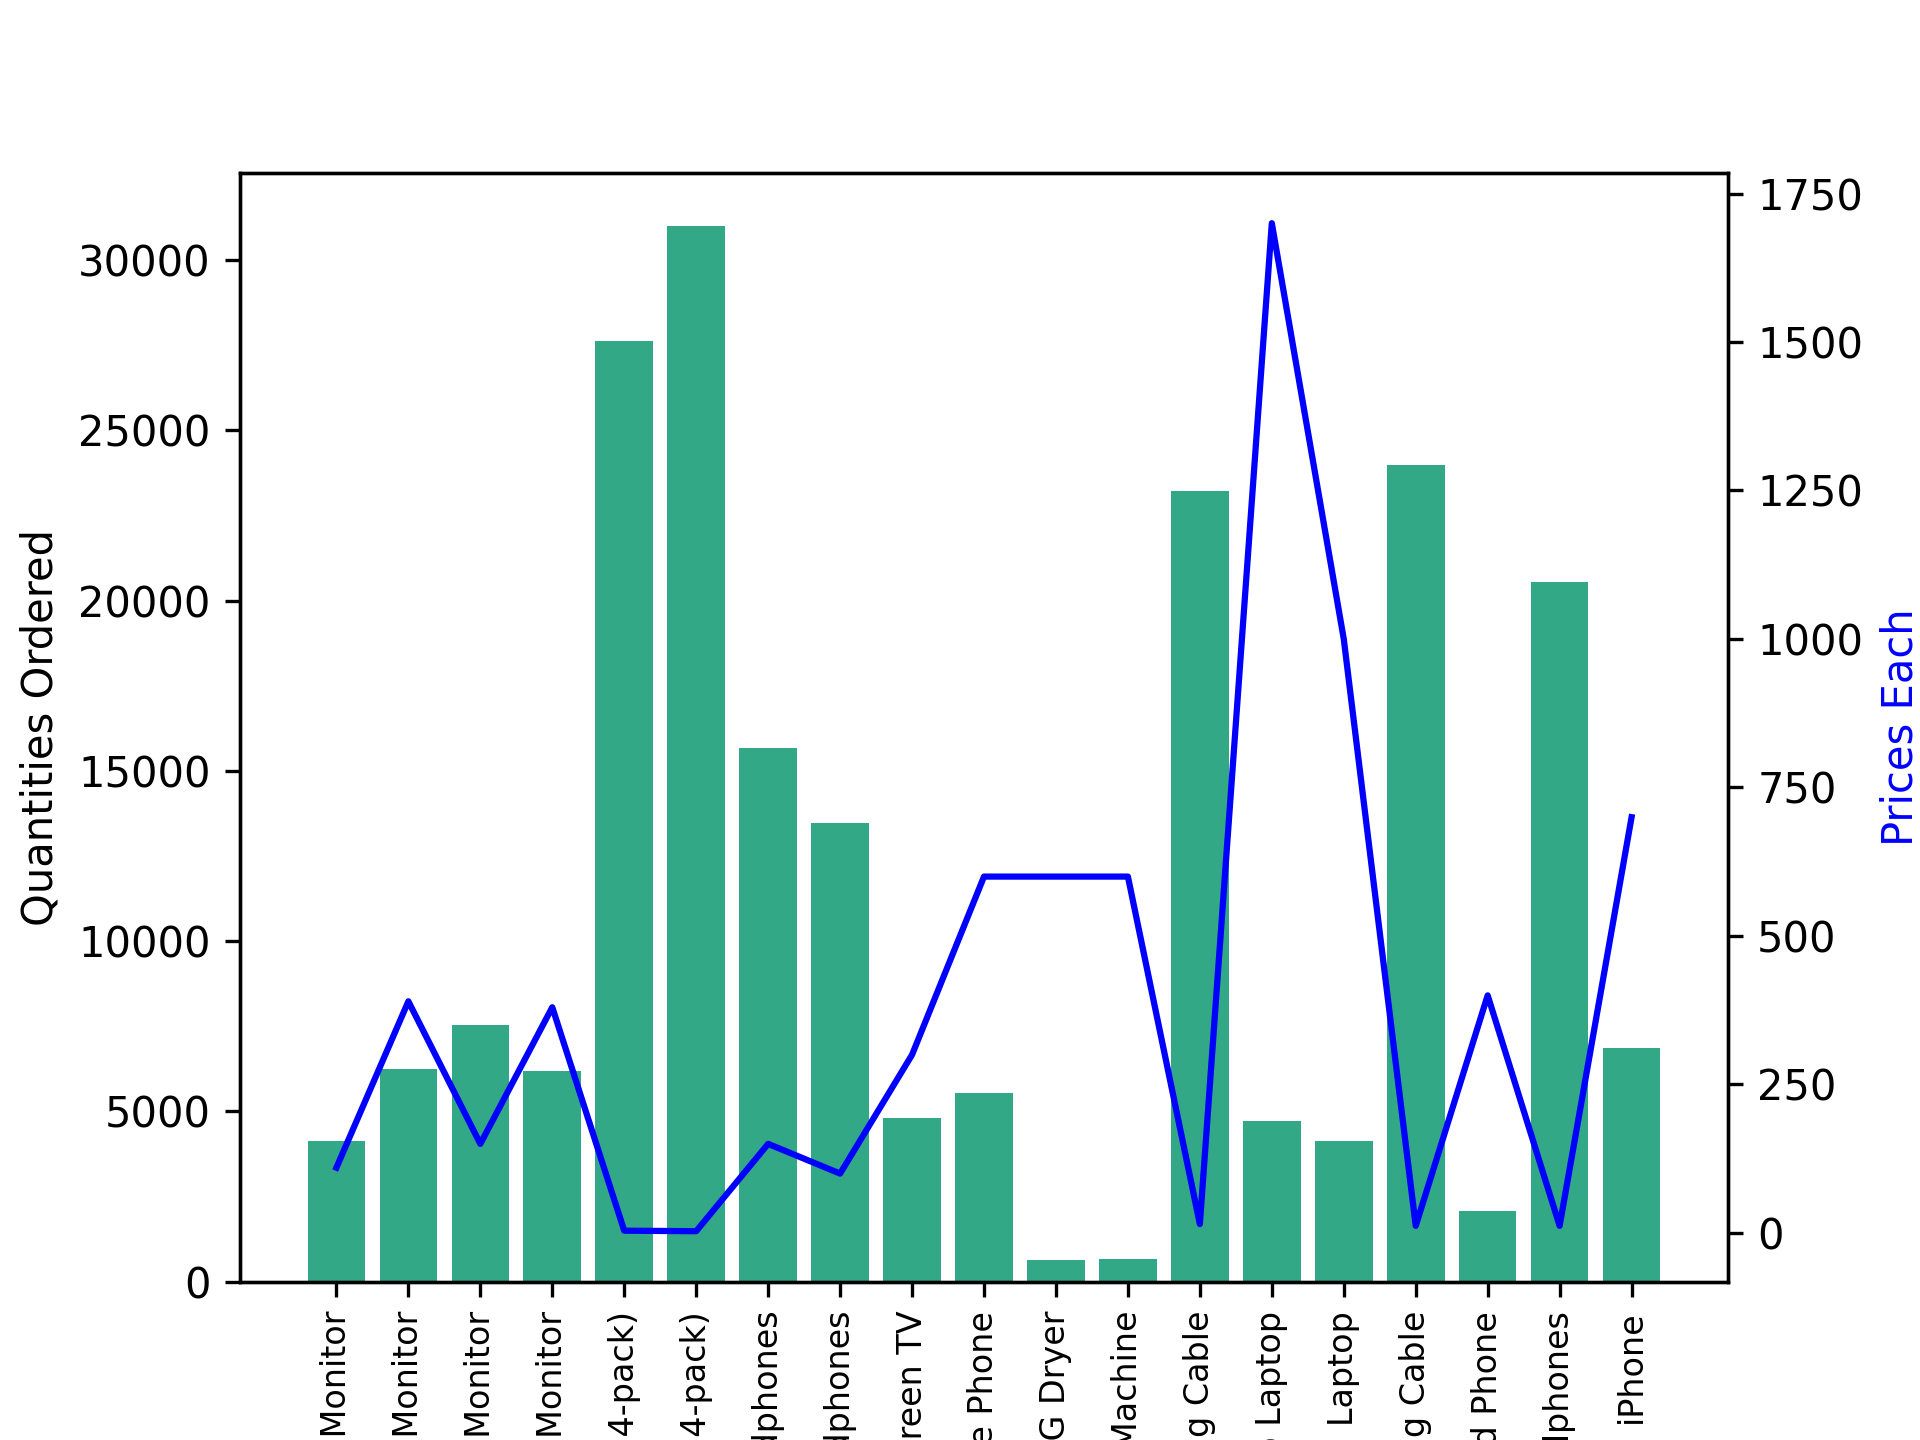 30000
25000
20000
15000
10000
5000
0
Quantities Ordered
1750
1500
1250
1000
750
500
250
0
Prices Each
Monitor
Monitor
Monitor
Monitor
4-pack)
4-pack)
dphones
dphones
reen TV
e Phone
G Dryer
Machine
g Cable
Laptop
Laptop
g Cable
d Phone
dphones
iPhone